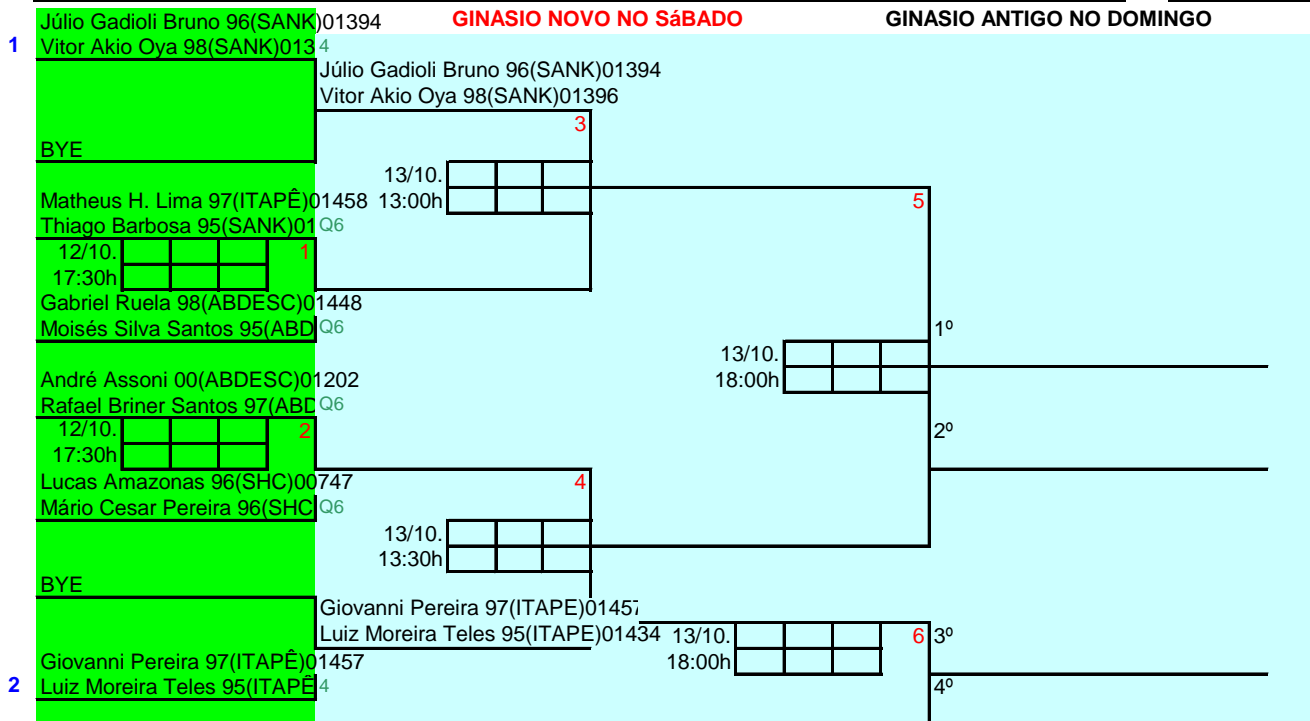 Júlio Gadioli Bruno 96(SANK)01394 GINASIO NOVO NO SáBADO GINASIO ANTIGO NO DOMINGO
1 Vitor Akio Oya 98(SANK)013 4
Júlio Gadioli Bruno 96(SANK)01394
Vitor Akio Oya 98(SANK)01396
3
BYE
13/10.
Matheus H. Lima 97(ITAPÊ)01458 13:00h 5
Thiago Barbosa 95(SANK)01 Q6
12/10. 1
17:30h
Gabriel Ruela 98(ABDESC)01448
Moisés Silva Santos 95(ABD Q6 1º
13/10.
André Assoni 00(ABDESC)01202 18:00h
Rafael Briner Santos 97(ABD Q6
12/10. 2 2º
17:30h
Lucas Amazonas 96(SHC)00747 4
Mário Cesar Pereira 96(SHC Q6
13/10.
13:30h
BYE
Giovanni Pereira 97(ITAPE)01457
Luiz Moreira Teles 95(ITAPE)01434 13/10. 6 3º
Giovanni Pereira 97(ITAPÊ)01457 18:00h
2 Luiz Moreira Teles 95(ITAPÊ 4 4º